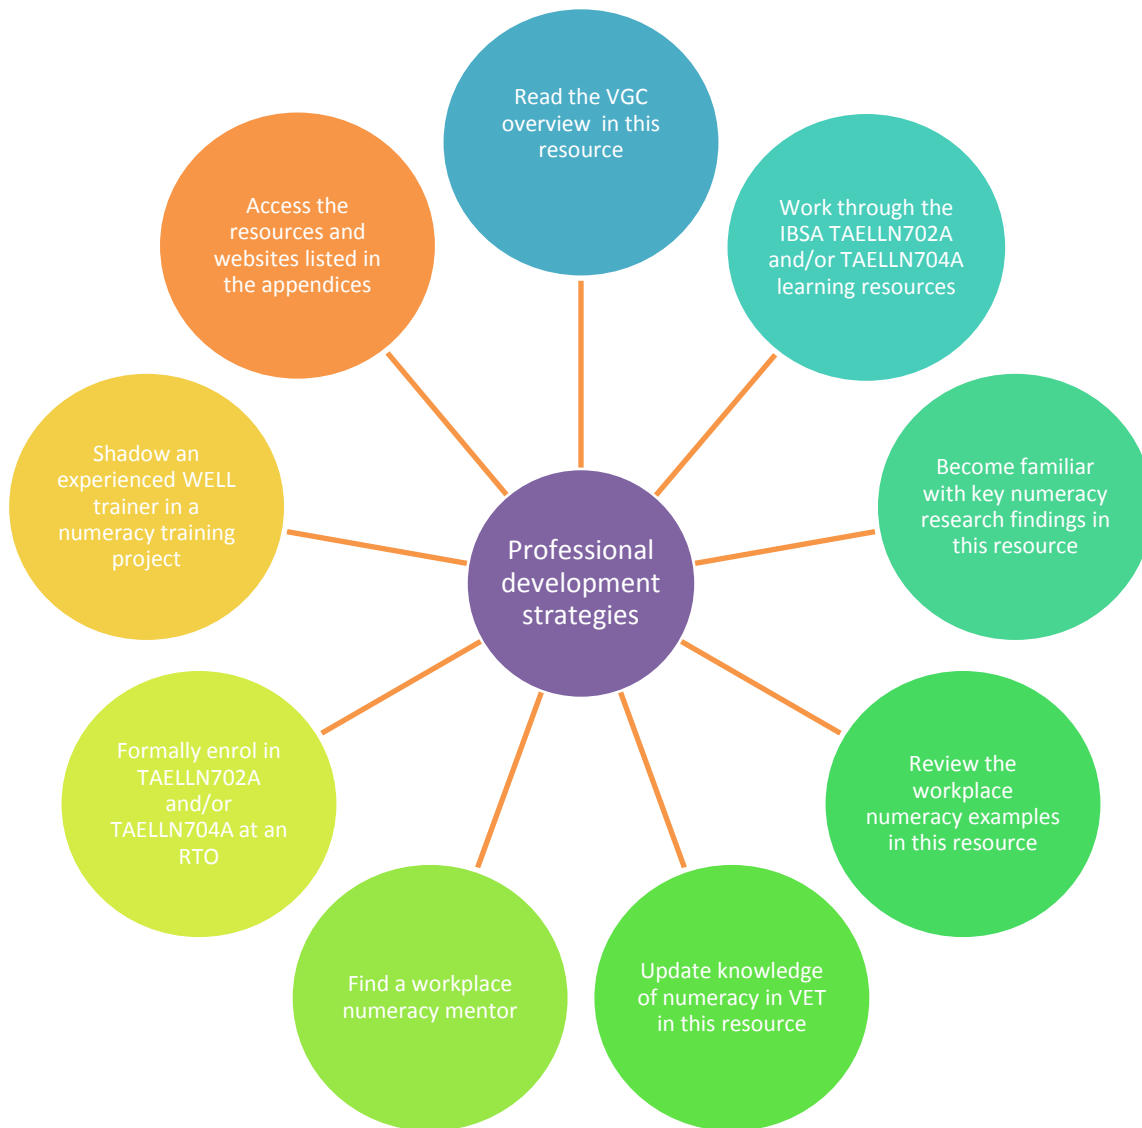 Read the VGC
overview in this
resource
Work through the
IBSA TAELLN702A
and/or TAELLN704A
learning resources
Become familiar
with key numeracy
research findings in
this resource
Review the
workplace
numeracy examples
in this resource
Update knowledge
of numeracy in VET
in this resource
Find a workplace
numeracy mentor
Formally enrol in
TAELLN702A
and/or
TAELLN704A at an
RTO
Shadow an
experienced WELL
trainer in a
numeracy training
project
Access the
resources and
websites listed in
the appendices
Professional
development
strategies